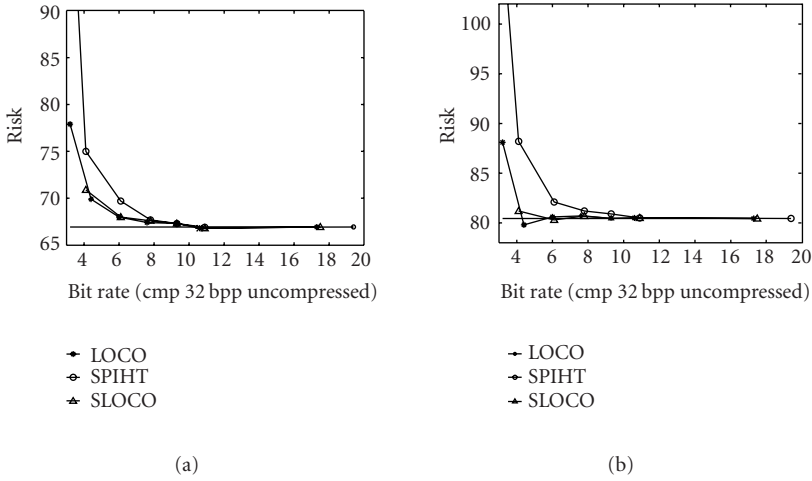 90
85
80
75
70
65
Risk
4 6 8 10 12 14 16 18 20
Bit rate (cmp 32 bpp uncompressed)
LOCO
SPIHT
SLOCO
(a)
100
90
85
80
Risk
4 6 8 10 12 14 16 18 20
Bit rate (cmp 32 bpp uncompressed)
LOCO
SPIHT
SLOCO
(b)